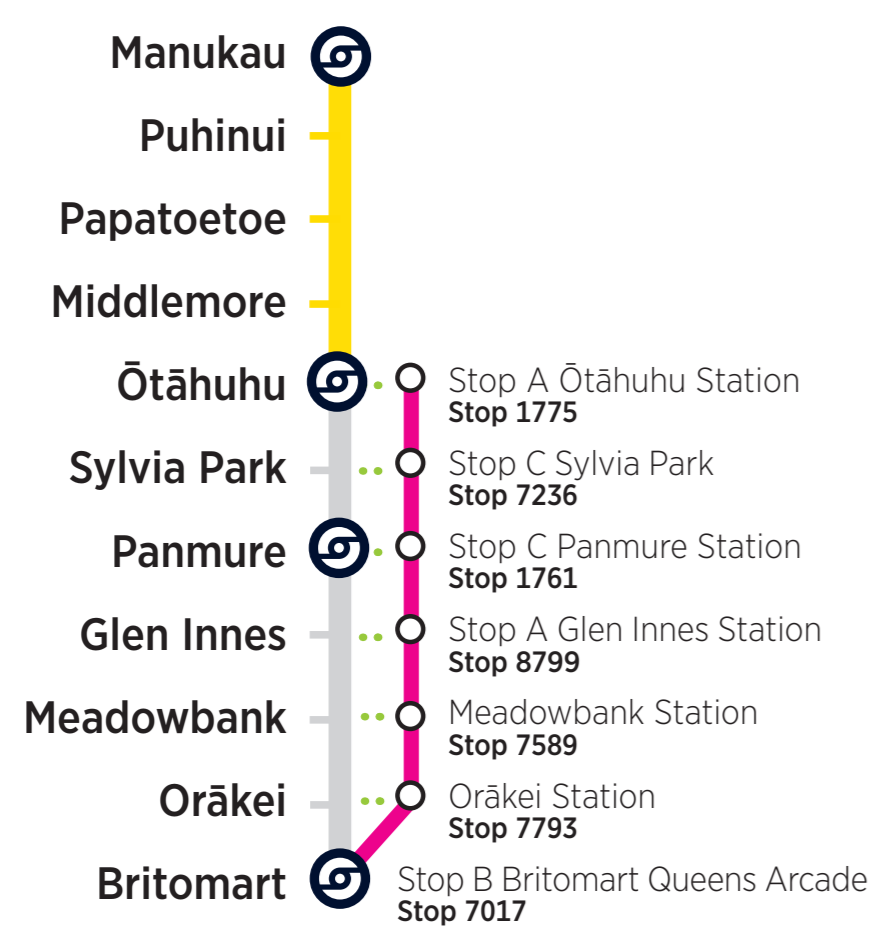 Manukau
Puhinui
Papatoetoe
Middlemore
Ōtāhuhu
Stop A Ōtāhuhu Station
Stop 1775
Sylvia Park
Stop C Sylvia Park
Stop 7236
Panmure
Stop C Panmure Station
Stop 1761
Glen Innes
Stop A Glen Innes Station
Stop 8799
Meadowbank
Meadowbank Station
Stop 7589
Orākei
Orākei Station
Stop 7793
Britomart
Stop B Britomart Queens Arcade
Stop 7017